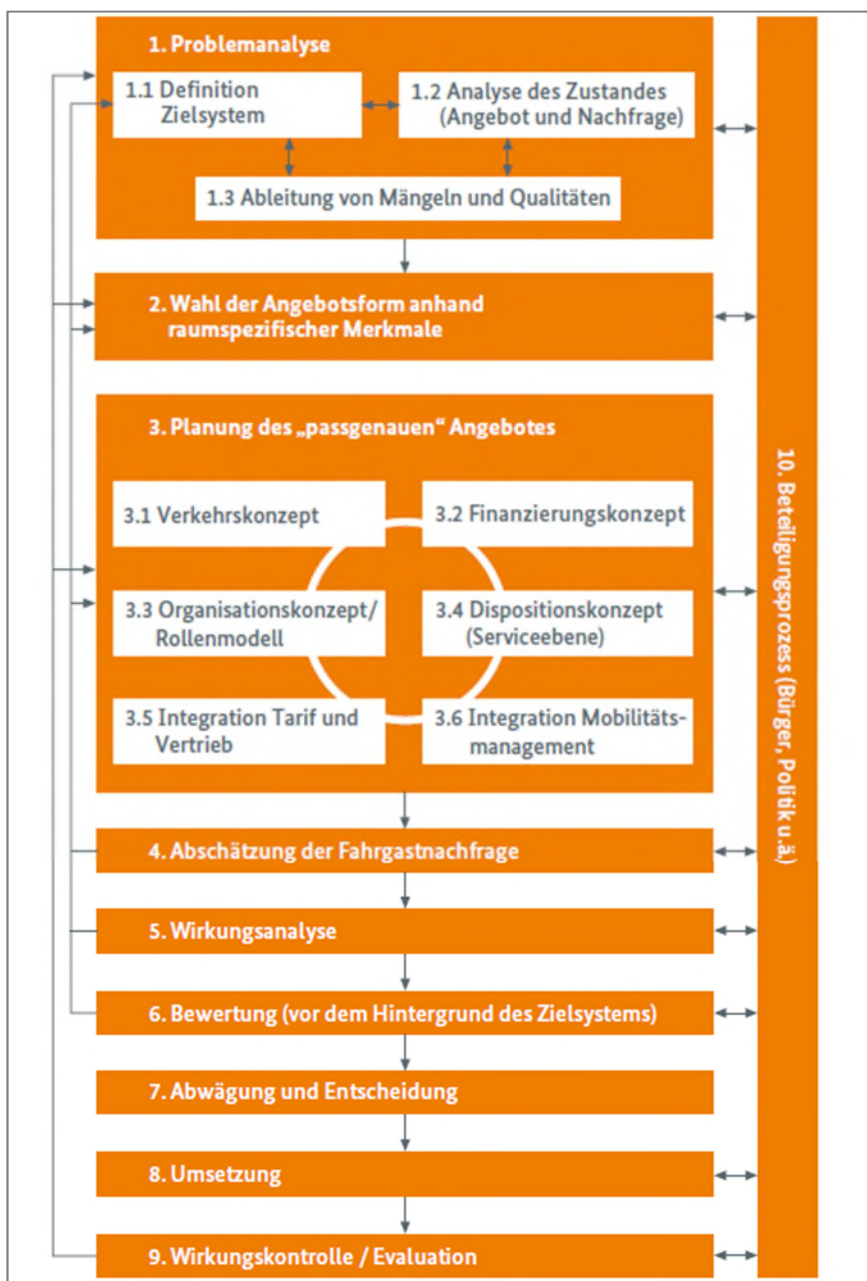 1. Problemanalyse
1.1 Definition
Zielsystem
1.2 Analyse des Zustandes
(Angebot und Nachfrage)
1.3 Ableitung von Mängeln und Qualitäten
2. Wahl der Angebotsform anhand
raumspezifischer Merkmale
3. Planung des „passgenauen“ Angebotes
3.1 Verkehrskonzept
3.2 Finanzierungskonzept
3.3 Organisationskonzept/
Rollenmodell
3.4 Dispositionskonzept
(Serviceebene)
3.5 Integration Tarif und
Vertrieb
3.6 Integration Mobilitäts-
management
4. Abschätzung der Fahrgastnachfrage
5. Wirkungsanalyse
6. Bewertung (vor dem Hintergrund des Zielsystems)
7. Abwägung und Entscheidung
8. Umsetzung
9. Wirkungskontrolle / Evaluation
10. Beteiligungsprozess (Bürger, Politik u.ä.)